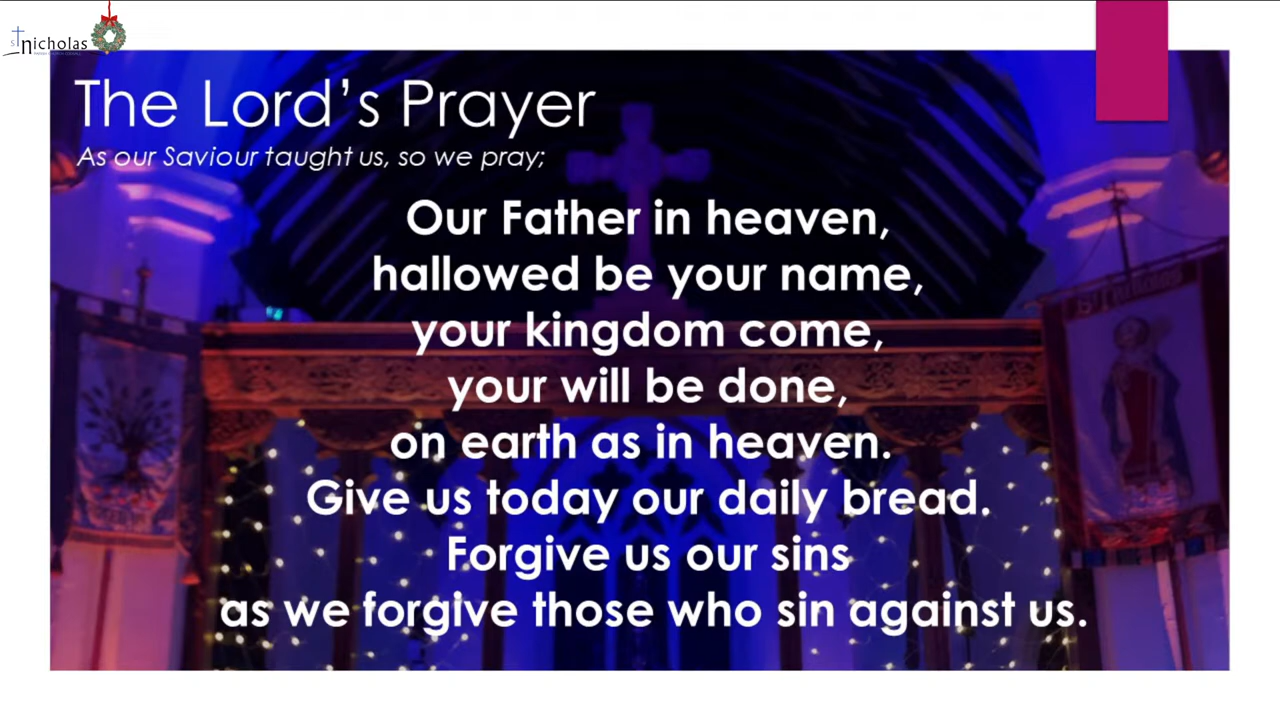 St Nicholas
The Lord's Prayer
As our Saviour taught us, so we pray;
Our Father in heaven,
hallowed be your name,
your kingdom come,
your will be done,
on earth as in heaven.
Give us today our daily bread.
Forgive us our sins
as we forgive those who sin against us.